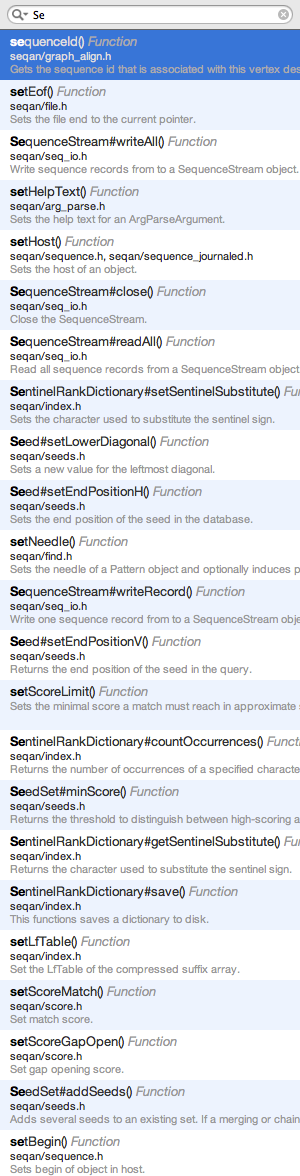 Se
sequenceId() Function
seqan/graph_align.h
Gets the sequence id that is associated with this vertex des
setEof() Function
seqan/file.h
Sets the file end to the current pointer.
SequenceStream#writeAll() Function
seqan/seq_io.h
Write sequence records from to a SequenceStream object.
setHelpText() Function
seqan/arg_parse.h
Sets the help text for an ArgParseArgument.
setHost() Function
seqan/sequence.h, seqan/sequence_journaled.h
Sets the host of an object.
SequenceStream#close() Function
seqan/seq_io.h
Close the SequenceStream.
SequenceStream#readAll() Function
seqan/seq_io.h
Read all sequence records from a SequenceStream object
SentinelRankDictionary#setSentinelSubstitute() Fu
seqan/index.h
Sets the character used to substitute the sentinel sign.
Seed#setLowerDiagonal() Function
seqan/seeds.h
Sets a new value for the leftmost diagonal.
Seed#setEndPositionH() Function
seqan/seeds.h
Sets the end position of the seed in the database.
setNeedle() Function
seqan/find.h
Sets the needle of a Pattern object and optionally induces p
SequenceStream#writeRecord() Function
seqan/seq_io.h
Write one sequence record from to a SequenceStream obje
Seed#setEndPositionV() Function
seqan/seeds.h
Returns the end position of the seed in the query.
setScoreLimit() Function
Sets the minimal score a match must reach in approximate
SentinelRankDictionary#countOccurrences() Functi
seqan/index.h
Returns the number of occurrences of a specified characte
SeedSet#minScore() Function
seqan/seeds.h
Returns the threshold to distinguish between high-scoring a
SentinelRankDictionary#getSentinelSubstitute() Fu
seqan/index.h
Returns the character used to substitute the sentinel sign.
SentinelRankDictionary#save() Function
seqan/index.h
This functions saves a dictionary to disk.
setLfTable() Function
seqan/index.h
Set the LfTable of the compressed suffix array.
setScoreMatch() Function
seqan/score.h
Set match score.
setScoreGapOpen() Function
seqan/score.h
Set gap opening score.
SeedSet#addSeeds() Function
seqan/seeds.h
Adds several seeds to an existing set. If a merging or chain
setBegin() Function
seqan/sequence.h
Sets begin of object in host.